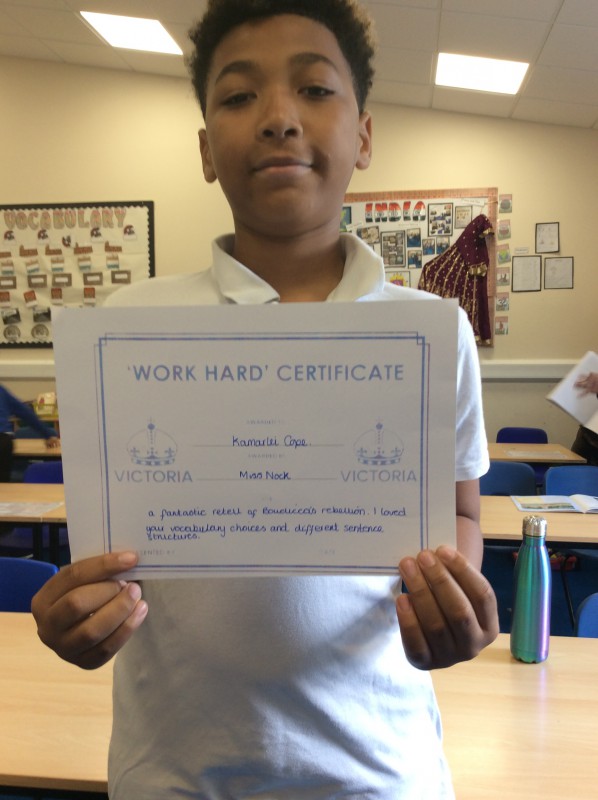 VOCABULARY
INDIA
'WORK HARD' CERTIFICATE
Kamarlei Cope.
Miss Nock
VICTORIA
VICTORIA
a fantastic retell of Boudicca's rebellion. I loved
your vocabulary choices and different sentence
structures.